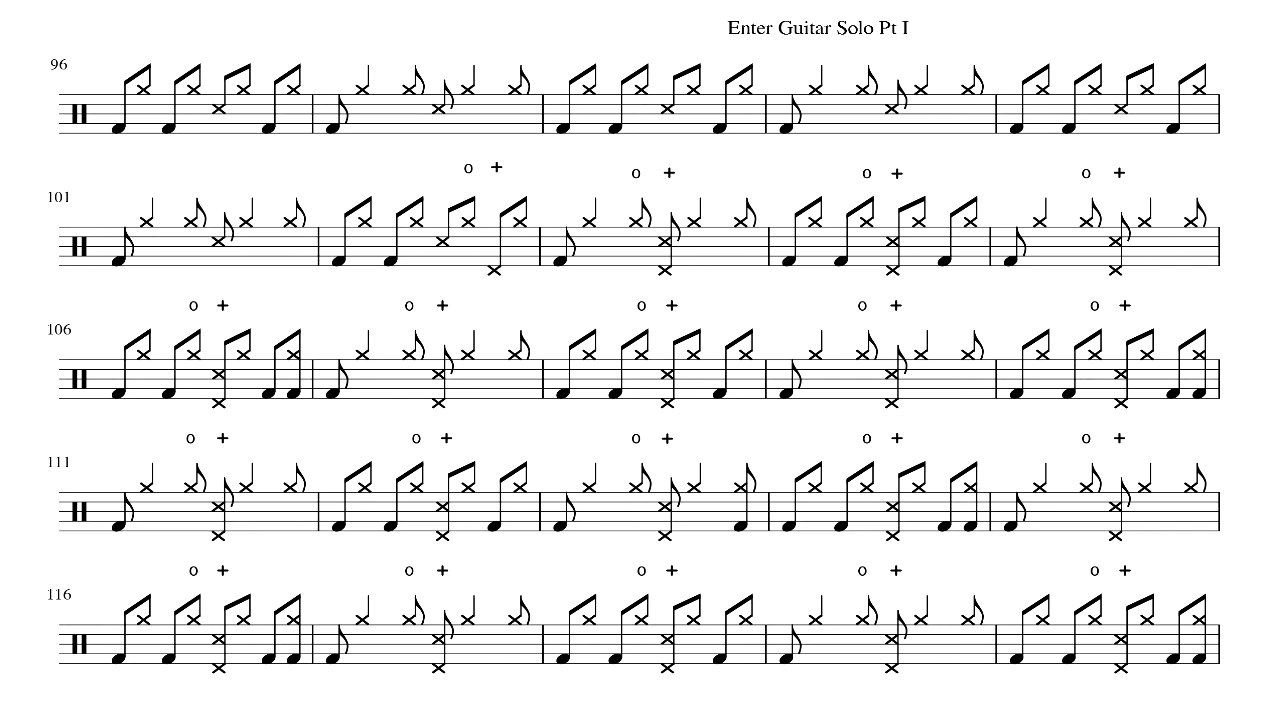 Enter Guitar Solo Pt I
96
o +
o +
o +
o +
101
o +
o +
o +
o +
o +
106
o +
o +
o +
o +
o +
111
o +
o +
o +
o +
o +
116